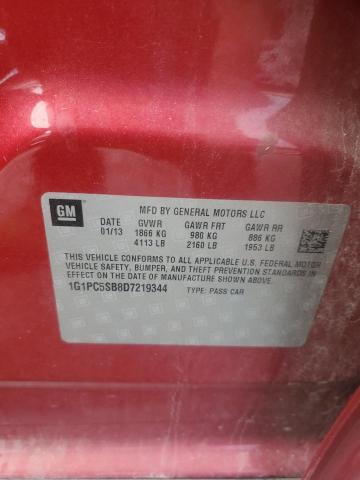 GM
MFD BY GENERAL MOTORS LLC
DATE GVWR GAWR FRT GAWR RR
01/13 1866 KG 980 KG 886 KG
4113 LB 2160 LB 1953 LB
THIS VEHICLE CONFORMS TO ALL APPLICABLE U.S. FEDERAL MOTOR
VEHICLE SAFETY, BUMPER, AND THEFT PREVENTION STANDARDS IN
EFFECT ON THE DATE OF MANUFACTURE SHOWN ABOVE.
1G1PC5SB8D7219344 TYPE: PASS CAR